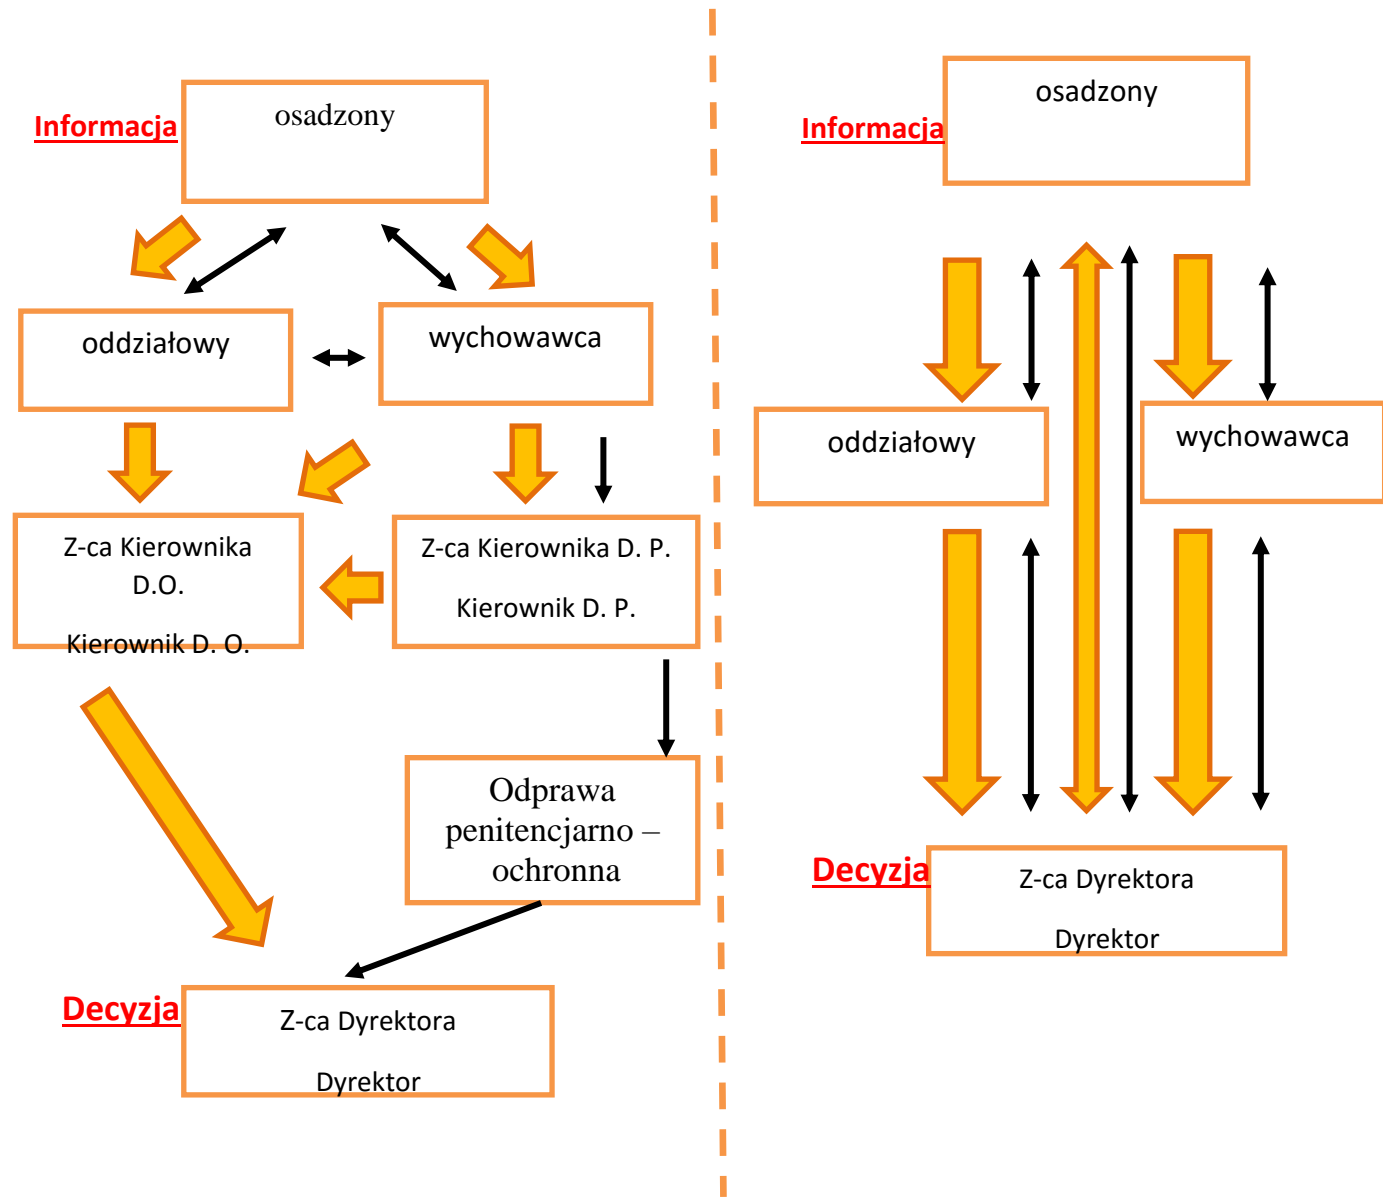 Informacja
osadzony
oddziałowy
wychowawca
Z-ca Kierownika
D.O.
Kierownik D. O.
Z-ca Kierownika D. P.
Kierownik D. P.
Odprawa
penitencjarno –
ochronna
Decyzja
Z-ca Dyrektora
Dyrektor
Informacja
osadzony
oddziałowy
wychowawca
Decyzja
Z-ca Dyrektora
Dyrektor